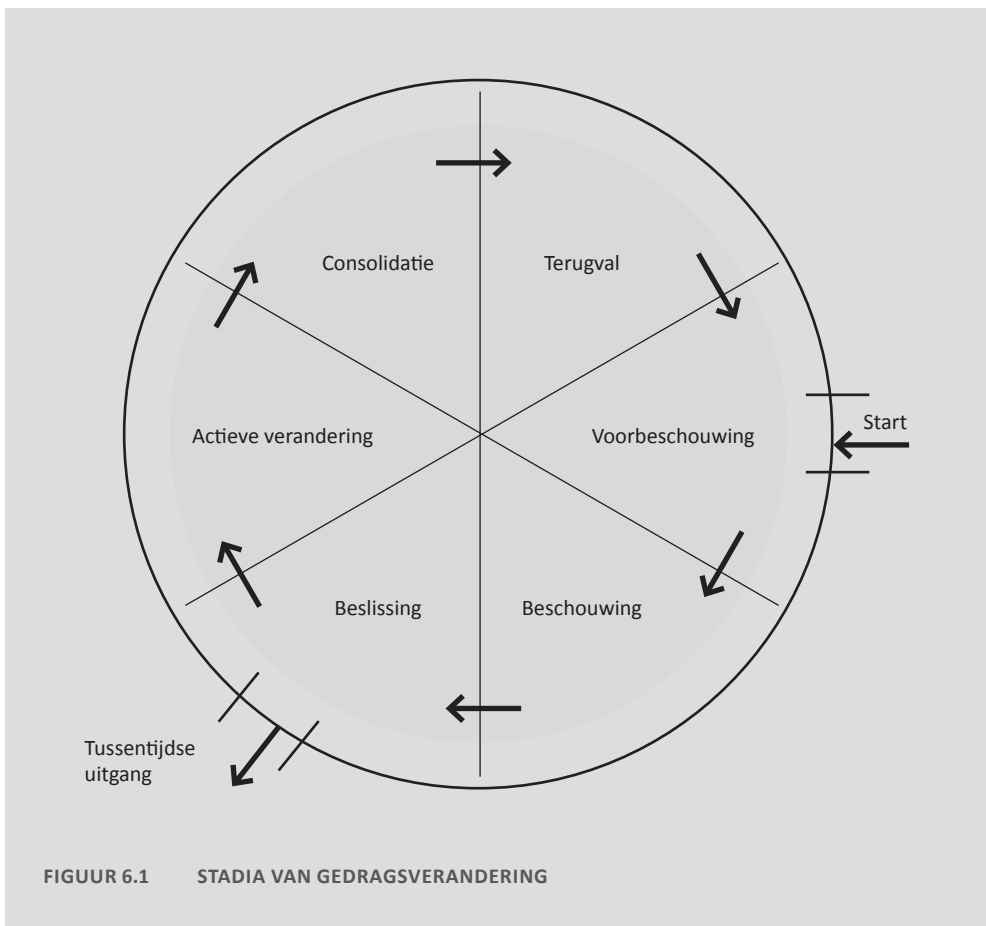 Consolidatie
Terugval
Actieve verandering
Voorbeschouwing
Start
Beslissing
Beschouwing
Tussentijdse
uitgang
FIGUUR 6.1 STADIA VAN GEDRAGSVERANDERING